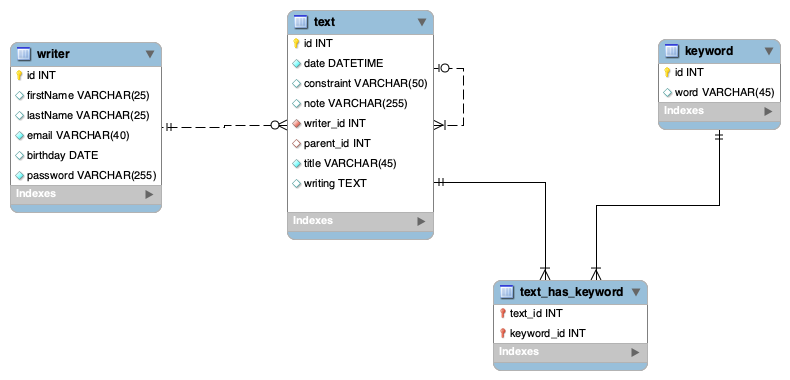 writer
id INT
firstName VARCHAR(25)
lastName VARCHAR(25)
email VARCHAR(40)
birthday DATE
password VARCHAR(255)
Indexes
text
id INT
date DATETIME
constraint VARCHAR(50)
note VARCHAR(255)
writer_id INT
parent_id INT
title VARCHAR(45)
writing TEXT
Indexes
keyword
id INT
word VARCHAR(45)
Indexes
text_has_keyword
text_id INT
keyword_id INT
Indexes